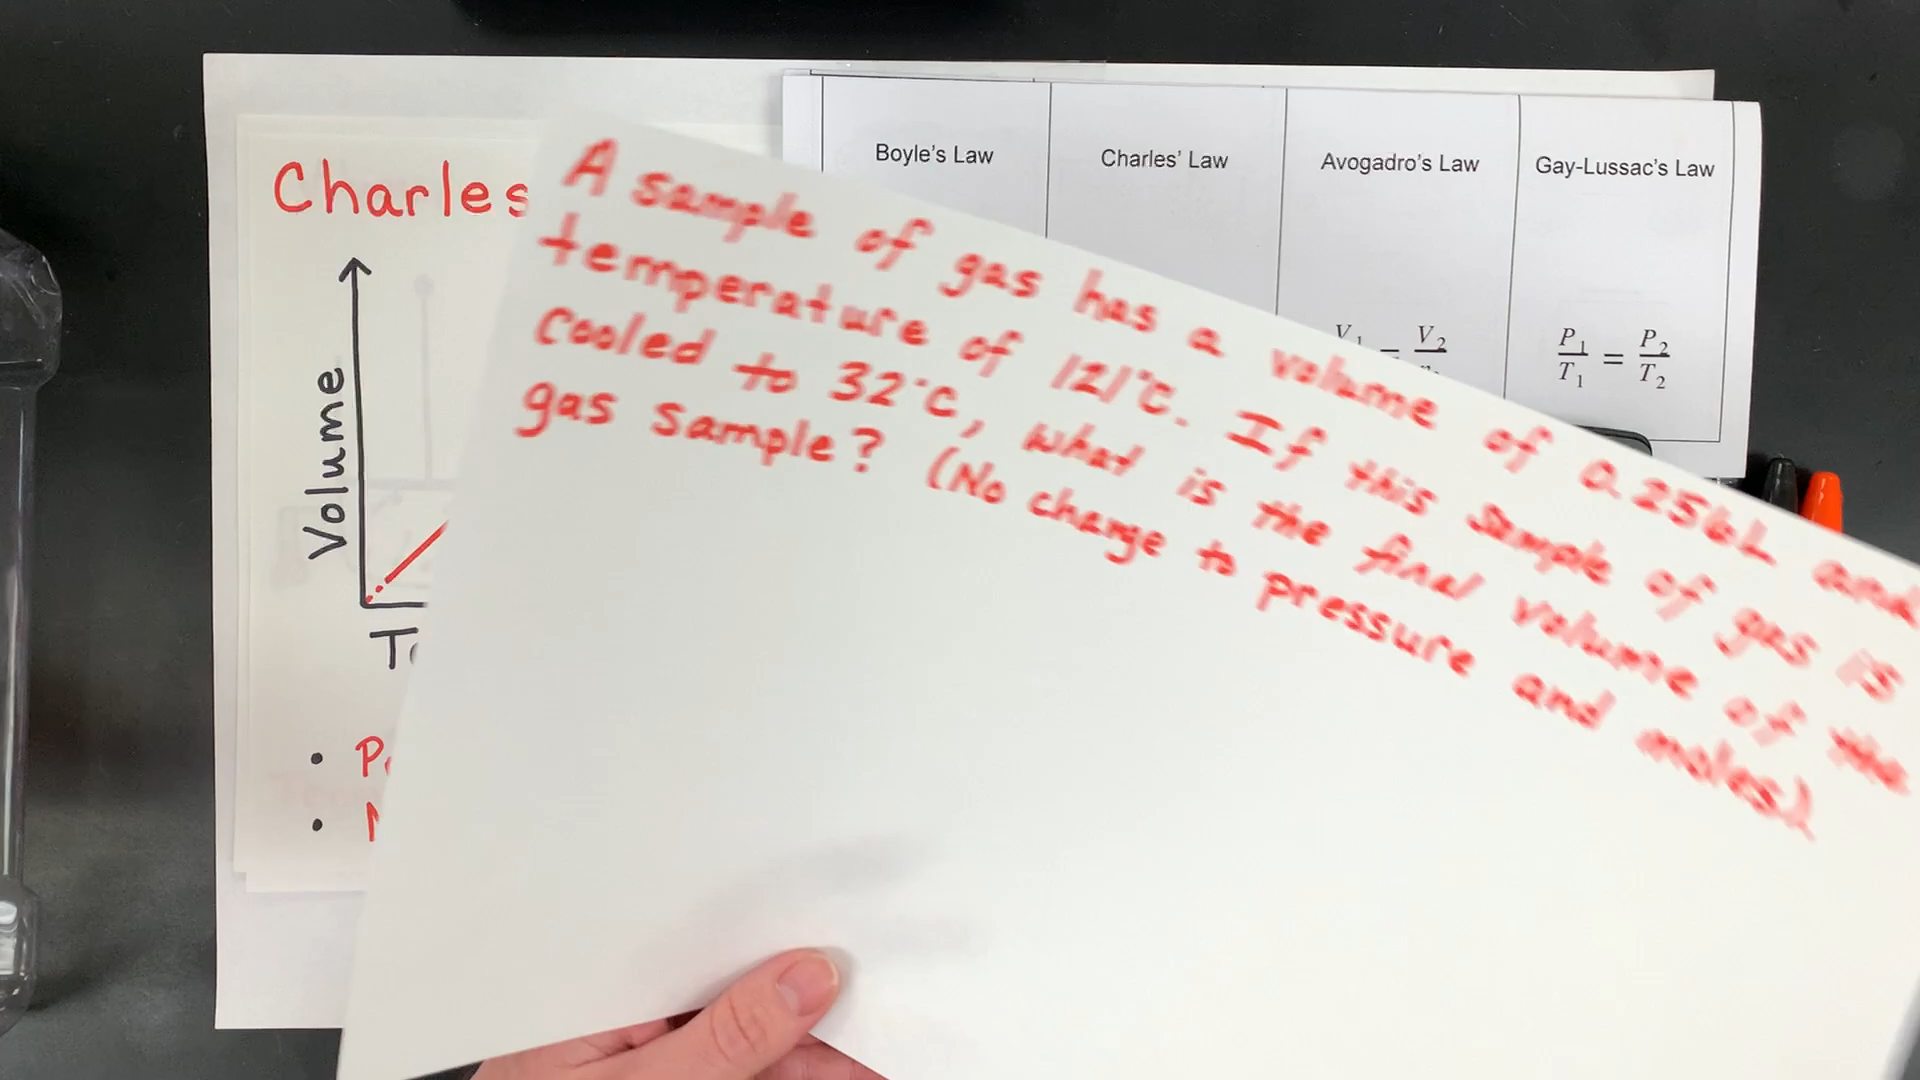 Charles
Volume
Boyle's Law
Charles' Law
Avogadro's Law
Gay-Lussac's Law
V₁ = V₂
P₁/T₁ = P₂/T₂
A sample of gas has a volume of 0.256L and
temperature of 121°C. If this sample of gas is
cooled to 32°C, what is the final volume of the
gas sample? (No change to pressure and moles)